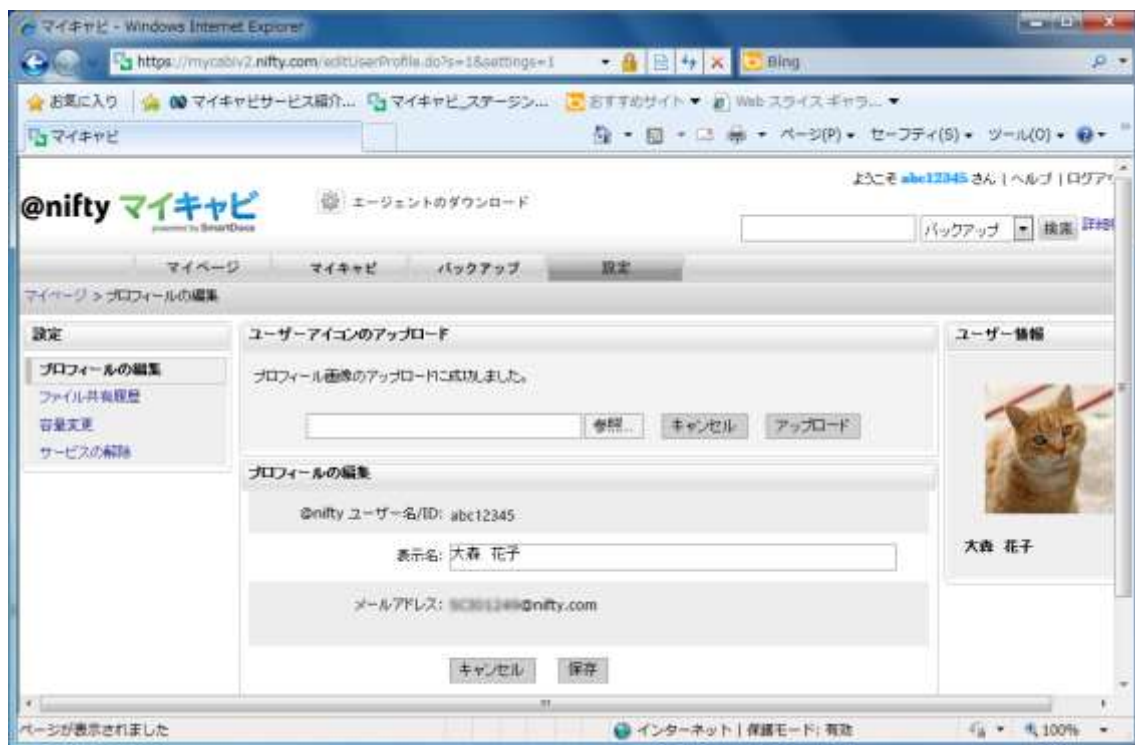 マイキャビ - Windows Internet Explorer
https://mycabiv2.nifty.com/editUserProfile.do?s=1&settings=1
Bing
お気に入り マイキャビサービス紹介... マイキャビ_ステージン... おすすめサイト Web スライス ギャラ...
マイキャビ ページ(P) セーフティ(S) ツール(O)
ようこそ abc12345 さん | ヘルプ | ログアウ
@nifty マイキャビ エージェントのダウンロード
powered by SmartDocs
バックアップ 検索 詳細
マイページ マイキャビ バックアップ 設定
マイページ > プロフィールの編集
設定 ユーザーアイコンのアップロード ユーザー情報
プロフィールの編集
プロフィール画像のアップロードに成功しました。
ファイル共有履歴
容量変更
サービスの解除
参照... キャンセル アップロード
プロフィールの編集
@nifty ユーザー名/ID: abc12345
表示名: 大森 花子
大森 花子
メールアドレス: @nifty.com
キャンセル 保存
ページが表示されました インターネット | 保護モード: 有効 100%